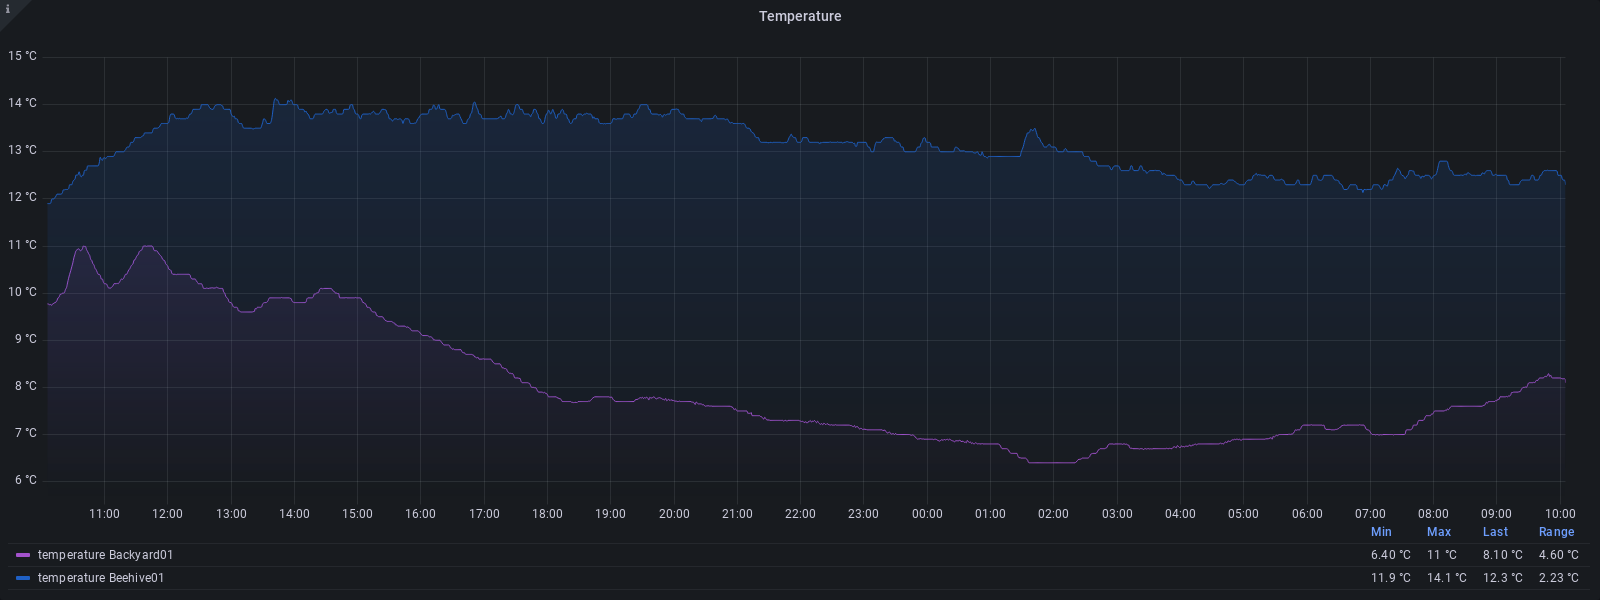 i
Temperature
15 °C
14 °C
13 °C
12 °C
11 °C
10 °C
9 °C
8 °C
7 °C
6 °C
11:00 12:00 13:00 14:00 15:00 16:00 17:00 18:00 19:00 20:00 21:00 22:00 23:00 00:00 01:00 02:00 03:00 04:00 05:00 06:00 07:00 08:00 09:00 10:00
Min Max Last Range
temperature Backyard01 6.40 °C 11 °C 8.10 °C 4.60 °C
temperature Beehive01 11.9 °C 14.1 °C 12.3 °C 2.23 °C